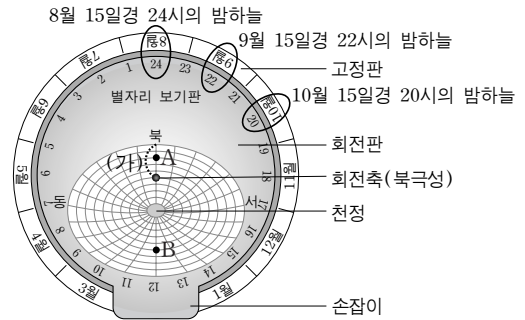 8월 15일경 24시의 밤하늘
9월 15일경 22시의 밤하늘
고정판
10월 15일경 20시의 밤하늘
회전판
회전축(북극성)
천정
손잡이
별자리 보기판
북
(가)
A
B
동
서
8월
9월
10월
11월
12월
1월
3월
4월
5월
6월
7월
24
23
22
21
20
19
18
17
16
15
14
13
12
11
10
9
8
7
6
5
4
3
2
1